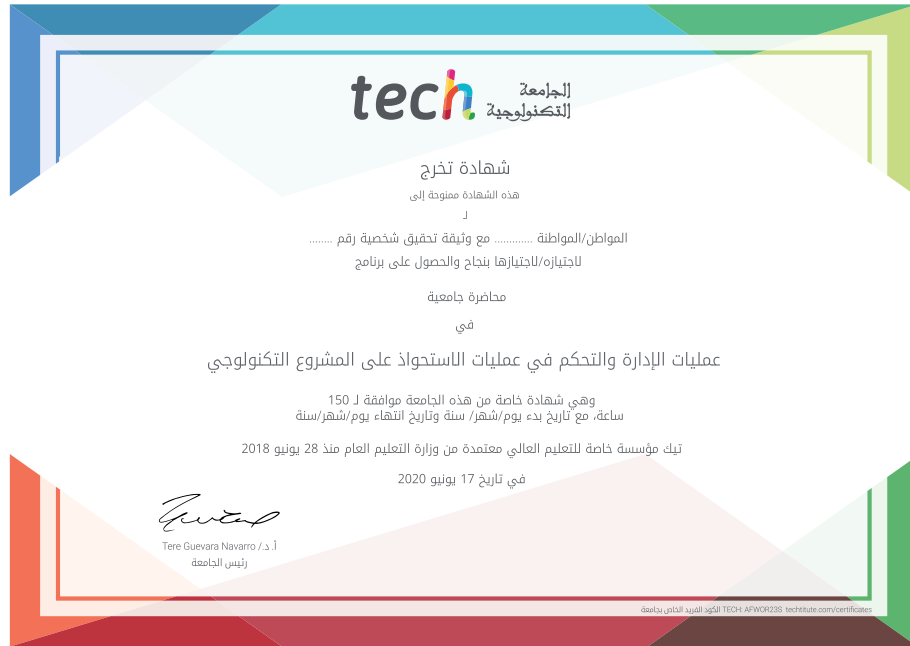 tech الجامعة
التكنولوجية
شهادة تخرج
هذه الشهادة ممنوحة إلى
لـ
المواطن/المواطنة ............ مع وثيقة تحقيق شخصية رقم ........
لاجتيازه/لاجتيازها بنجاح والحصول على برنامج
محاضرة جامعية
في
عمليات الإدارة والتحكم في عمليات الاستحواذ على المشروع التكنولوجي
وهي شهادة خاصة من هذه الجامعة موافقة لـ 150
ساعة، مع تاريخ بدء يوم/شهر/ سنة وتاريخ انتهاء يوم/شهر/سنة
تيك مؤسسة خاصة للتعليم العالي معتمدة من وزارة التعليم العام منذ 28 يونيو 2018
في تاريخ 17 يونيو 2020
أ. د./ Tere Guevara Navarro
رئيس الجامعة
الكود الفريد الخاص بجامعة TECH: AFWOR23S techtitute.com/certificates